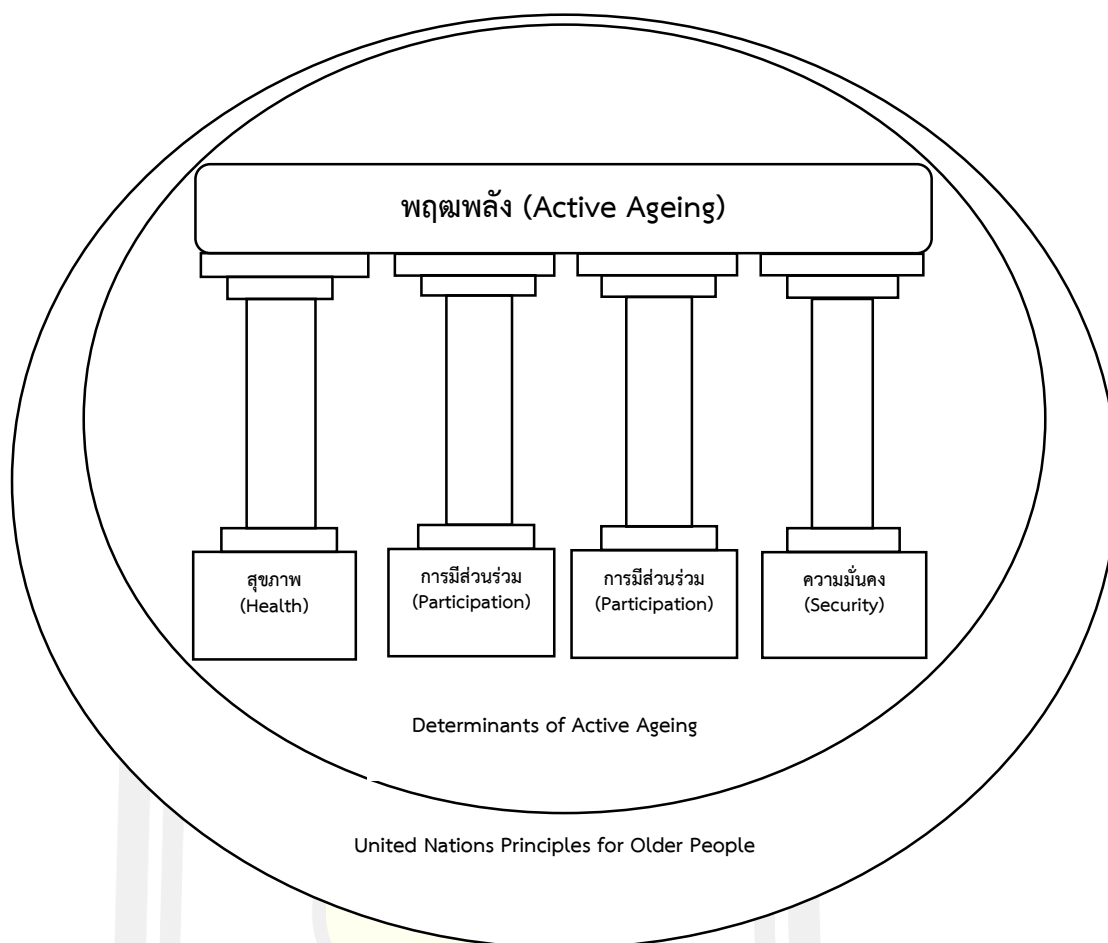 พฤฒพลัง (Active Ageing)
สุขภาพ
(Health)
การมีส่วนร่วม
(Participation)
การมีส่วนร่วม
(Participation)
ความมั่นคง
(Security)
Determinants of Active Ageing
United Nations Principles for Older People